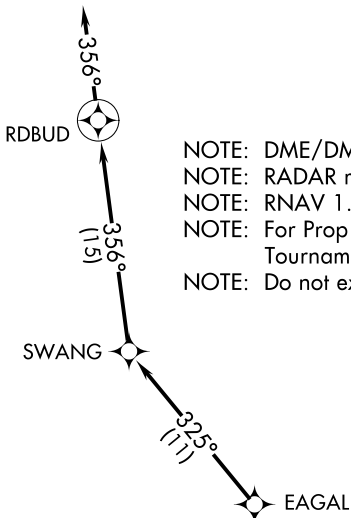 356°
RDBUD
NOTE: DME/DM
NOTE: RADAR
NOTE: RNAV 1.
NOTE: For Prop
Tournam
NOTE: Do not ex
356°
(15)
SWANG
325°
(11)
EAGAL